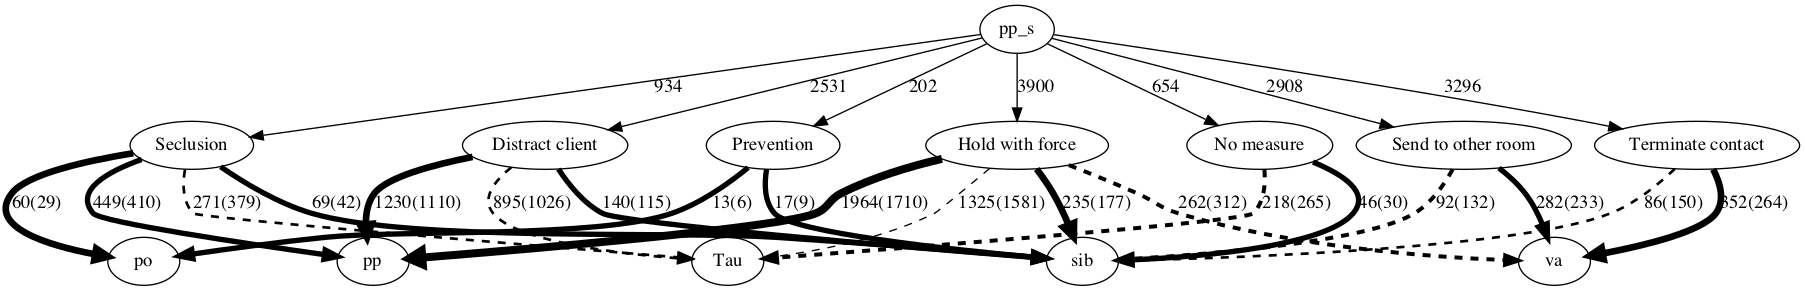 pp_s
934
2531
202
3900
654
2908
3296
Seclusion
Distract client
Prevention
Hold with force
No measure
Send to other room
Terminate contact
60(29)
449(410)
271(379)
69(42)
1230(1110)
895(1026)
140(115)
13(6)
17(9)
1964(1710)
1325(1581)
235(177)
262(312)
218(265)
46(30)
92(132)
282(233)
86(150)
352(264)
po
pp
Tau
sib
va